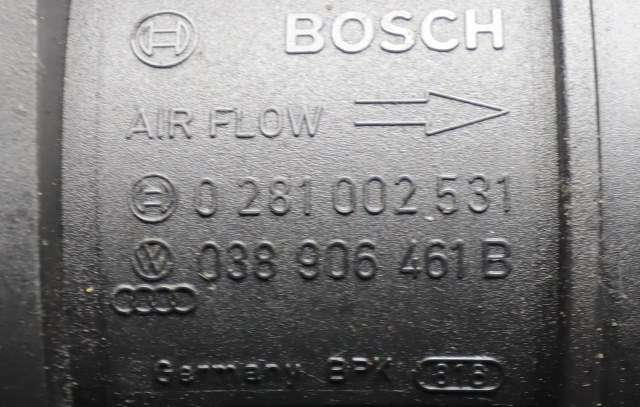 BOSCH
AIR FLOW
0 281 002 531
038 906 461 B
Germany BPK 818